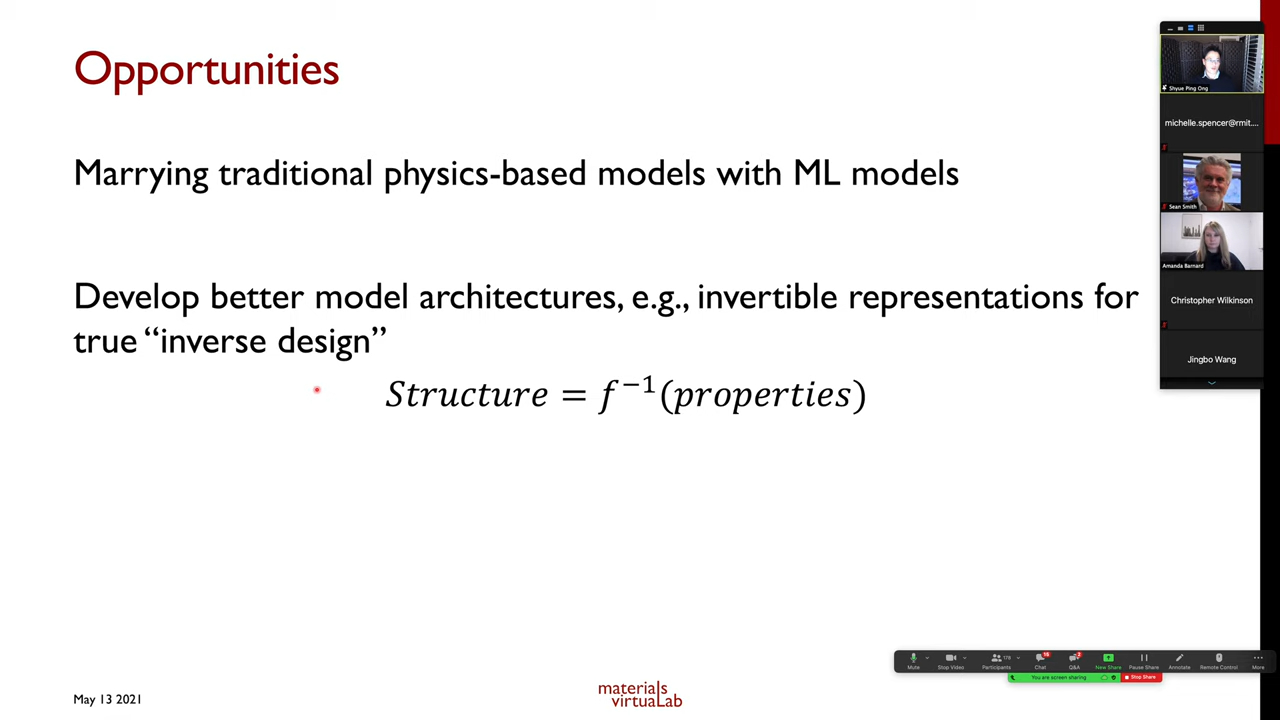 Opportunities
Marrying traditional physics-based models with ML models
Develop better model architectures, e.g., invertible representations for
true “inverse design”
Structure = f⁻¹(properties)
May 13 2021
materials
virtuaLab
Shyue Ping Ong
michelle.spencer@rmit....
Sean Smith
Amanda Barnard
Christopher Wilkinson
Jingbo Wang
Mute
Stop Video
Participants
178
Chat
18
Q&A
2
New Share
Pause Share
Annotate
Remote Control
More
You are screen sharing
Stop Share